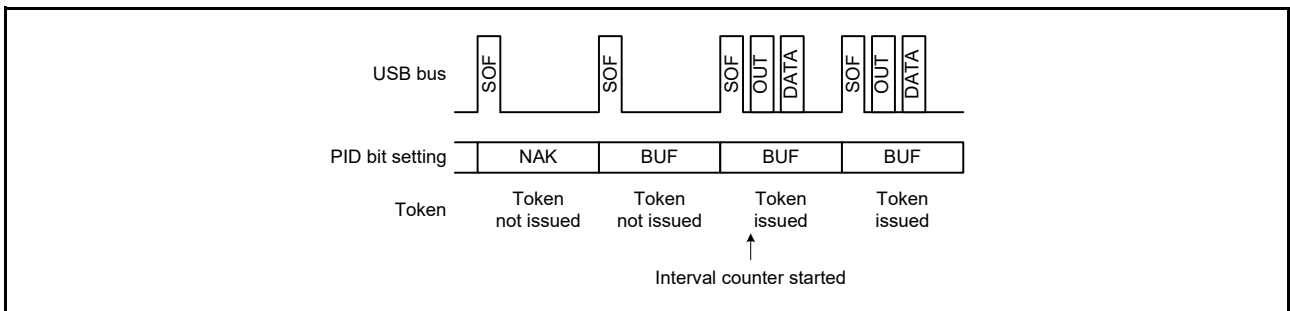 USB bus
SOF SOF SOF OUT DATA SOF OUT DATA
PID bit setting NAK BUF BUF BUF
Token Token not issued Token not issued Token issued Token issued
Interval counter started